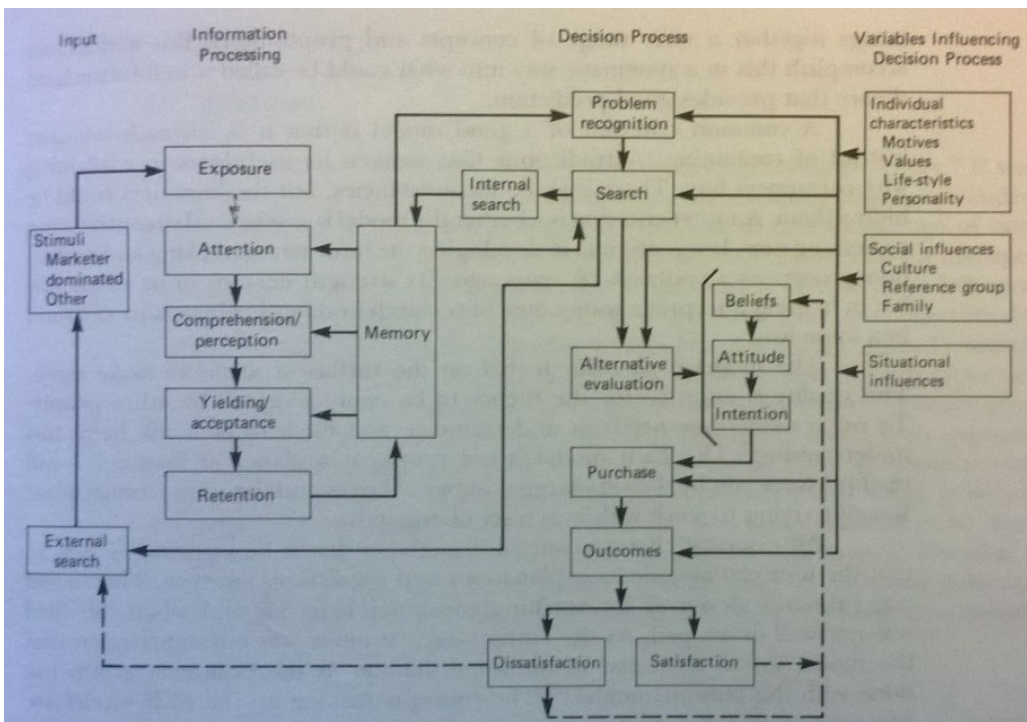 Input
Information
Processing
Decision Process
Variables Influencing
Decision Process
Problem
recognition
Individual
characteristics
Motives
Values
Life-style
Personality
Exposure
Internal
search
Search
Stimuli
Marketer
dominated
Other
Attention
Social influences
Culture
Reference group
Family
Comprehension/
perception
Memory
Beliefs
Alternative
evaluation
Attitude
Situational
influences
Yielding/
acceptance
Intention
Retention
Purchase
External
search
Outcomes
Dissatisfaction
Satisfaction